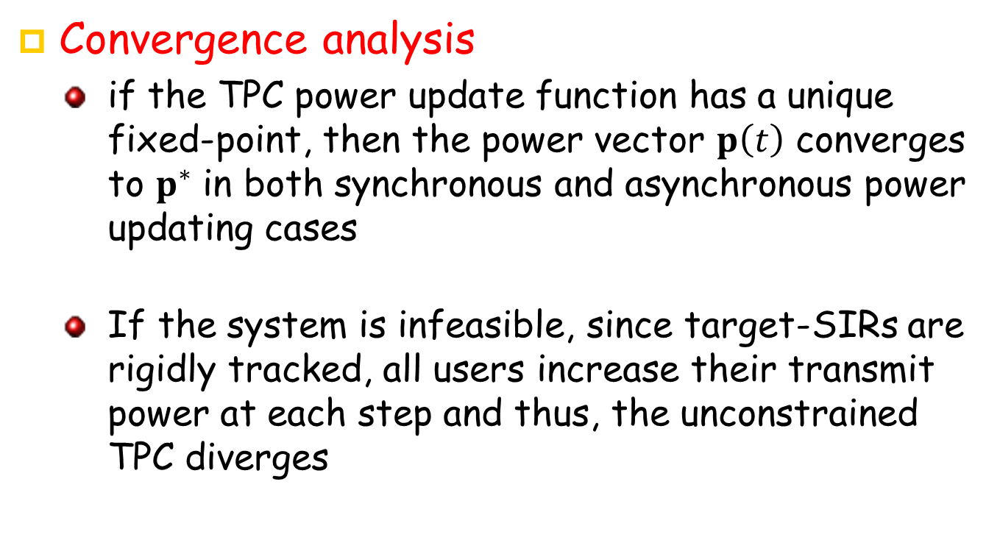 Convergence analysis
if the TPC power update function has a unique
fixed-point, then the power vector 𝐩(𝑡) converges
to 𝐩* in both synchronous and asynchronous power
updating cases
If the system is infeasible, since target-SIRs are
rigidly tracked, all users increase their transmit
power at each step and thus, the unconstrained
TPC diverges